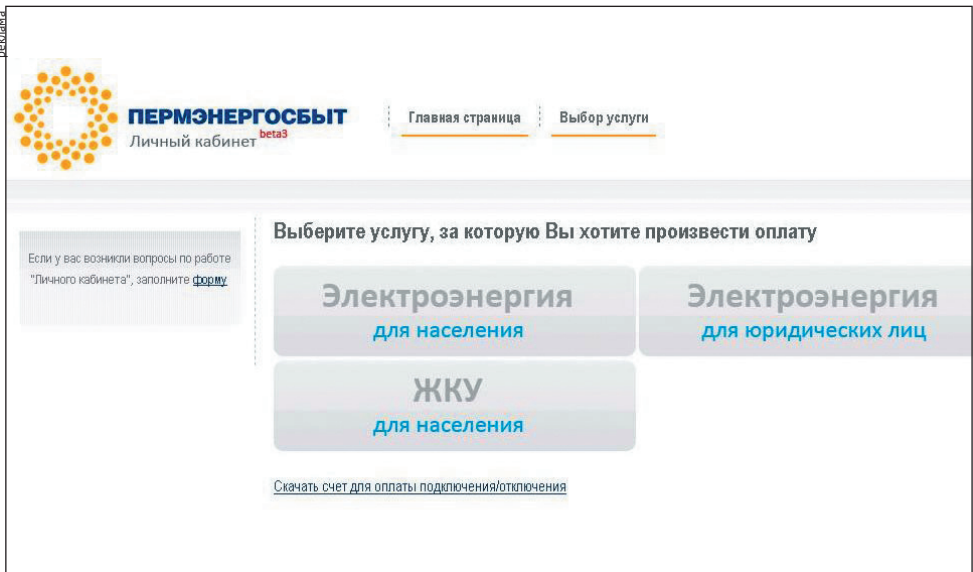 реклама
ПЕРМЭНЕРГОСБЫТ
Личный кабинет beta3
Главная страница
Выбор услуги
Если у вас возникли вопросы по работе
"Личного кабинета", заполните форму
Выберите услугу, за которую Вы хотите произвести оплату
Электроэнергия
для населения
Электроэнергия
для юридических лиц
ЖКУ
для населения
Скачать счет для оплаты подключения/отключения